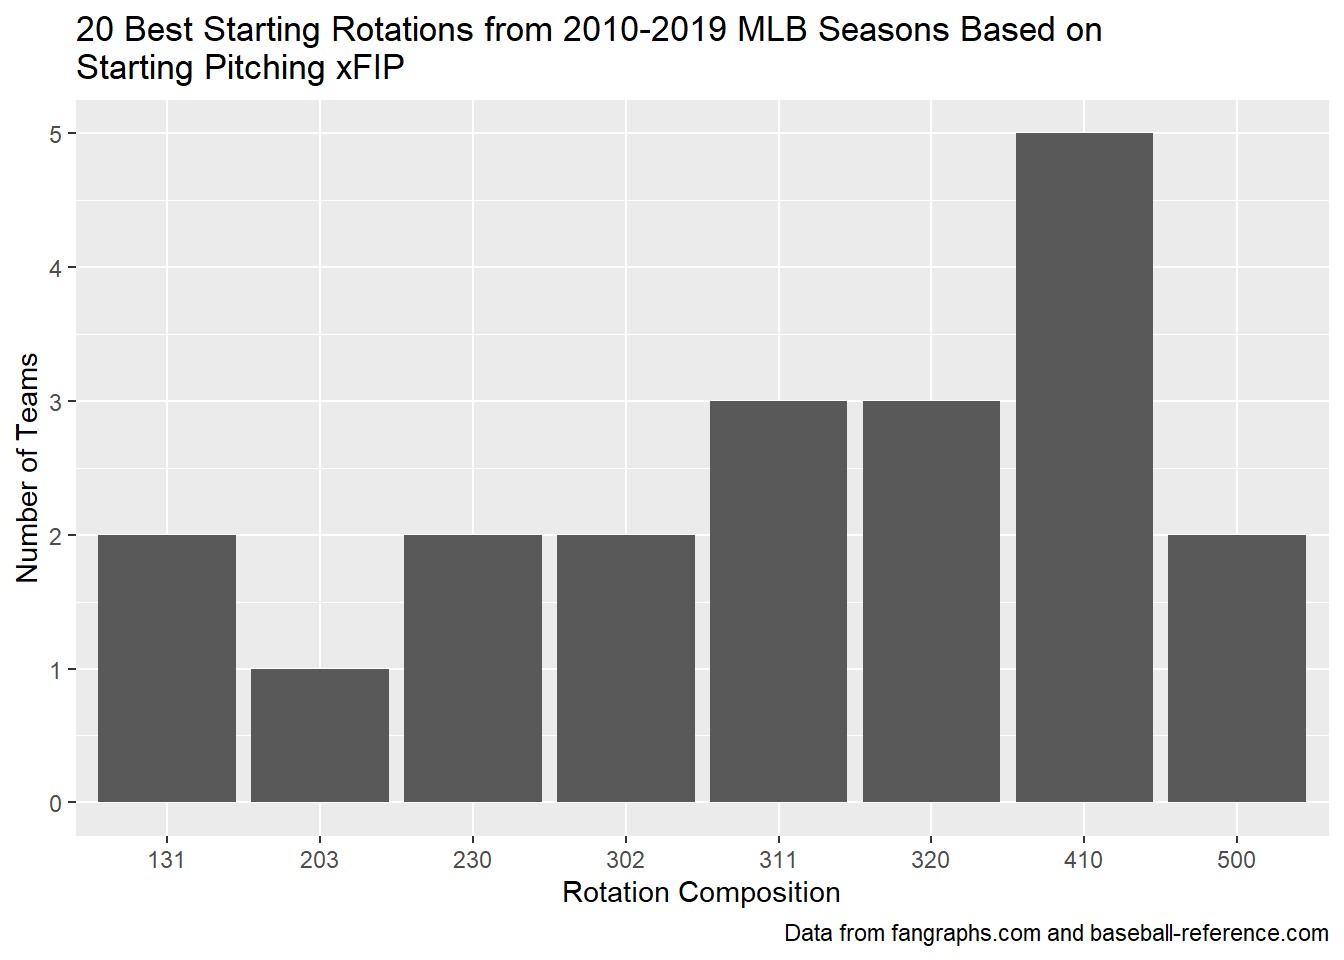 20 Best Starting Rotations from 2010-2019 MLB Seasons Based on
Starting Pitching xFIP
5
4
3
2
1
0
Number of Teams
131 203 230 302 311 320 410 500
Rotation Composition
Data from fangraphs.com and baseball-reference.com